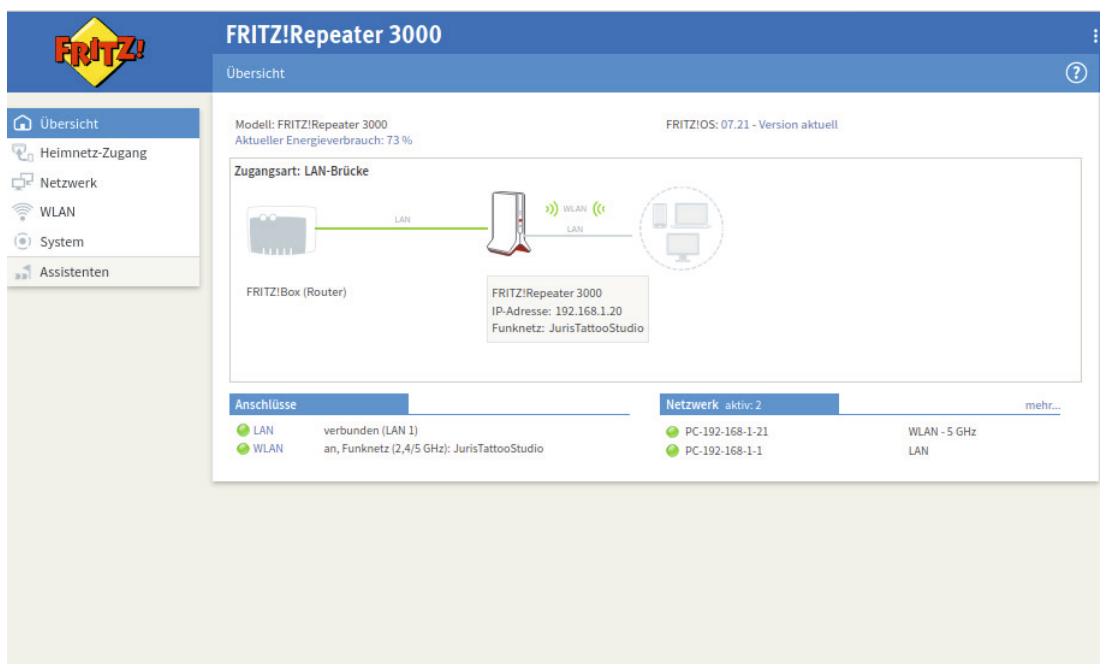 FRITZ!
FRITZ!Repeater 3000
Übersicht
?
Übersicht
Heimnetz-Zugang
Netzwerk
WLAN
System
Assistenten
Modell: FRITZ!Repeater 3000
FRITZ!OS: 07.21 - Version aktuell
Aktueller Energieverbrauch: 73 %
Zugangsart: LAN-Brücke
LAN
WLAN
LAN
FRITZ!Box (Router)
FRITZ!Repeater 3000
IP-Adresse: 192.168.1.20
Funknetz: JurisTattooStudio
Anschlüsse
LAN verbunden (LAN 1)
WLAN an, Funknetz (2,4/5 GHz): JurisTattooStudio
Netzwerk aktiv: 2 mehr...
PC-192-168-1-21 WLAN - 5 GHz
PC-192-168-1-1 LAN